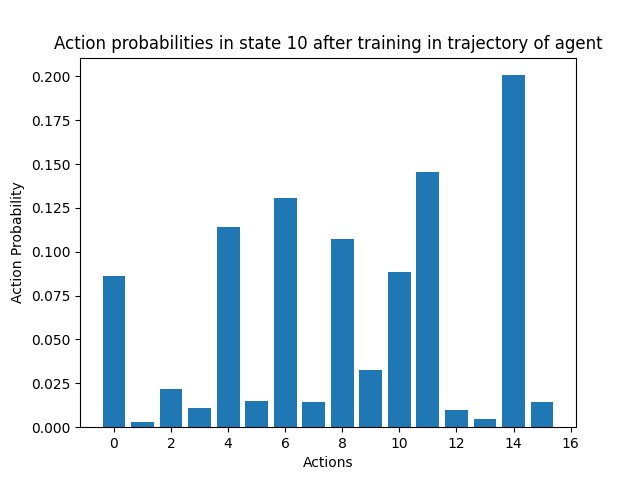 Action probabilities in state 10 after training in trajectory of agent
0.200
0.175
0.150
0.125
0.100
0.075
0.050
0.025
0.000
Action Probability
0 2 4 6 8 10 12 14 16
Actions